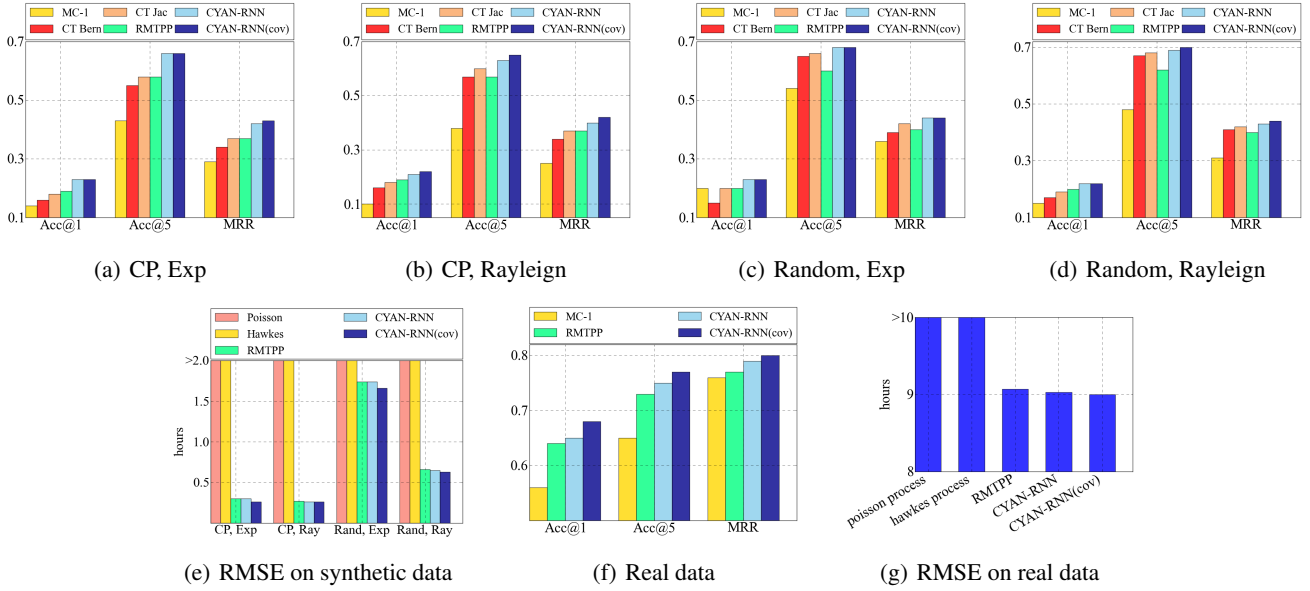 MC-1 CT Jac CYAN-RNN
CT Bern RMTPP CYAN-RNN(cov)
0.7
0.5
0.3
0.1
Acc@1 Acc@5 MRR
(a) CP, Exp
MC-1 CT Jac CYAN-RNN
CT Bern RMTPP CYAN-RNN(cov)
0.7
0.5
0.3
0.1
Acc@1 Acc@5 MRR
(b) CP, Rayleign
MC-1 CT Jac CYAN-RNN
CT Bern RMTPP CYAN-RNN(cov)
0.7
0.5
0.3
0.1
Acc@1 Acc@5 MRR
(c) Random, Exp
MC-1 CT Jac CYAN-RNN
CT Bern RMTPP CYAN-RNN(cov)
0.7
0.5
0.3
0.1
Acc@1 Acc@5 MRR
(d) Random, Rayleign
Poisson CYAN-RNN
Hawkes CYAN-RNN(cov)
RMTPP
>2.0
1.5
1.0
0.5
hours
CP, Exp CP, Ray Rand, Exp Rand, Ray
(e) RMSE on synthetic data
MC-1 CYAN-RNN
RMTPP CYAN-RNN(cov)
0.8
0.7
0.6
Acc@1 Acc@5 MRR
(f) Real data
>10
9
8
hours
poisson process
hawkes process
RMTPP
CYAN-RNN
CYAN-RNN(cov)
(g) RMSE on real data